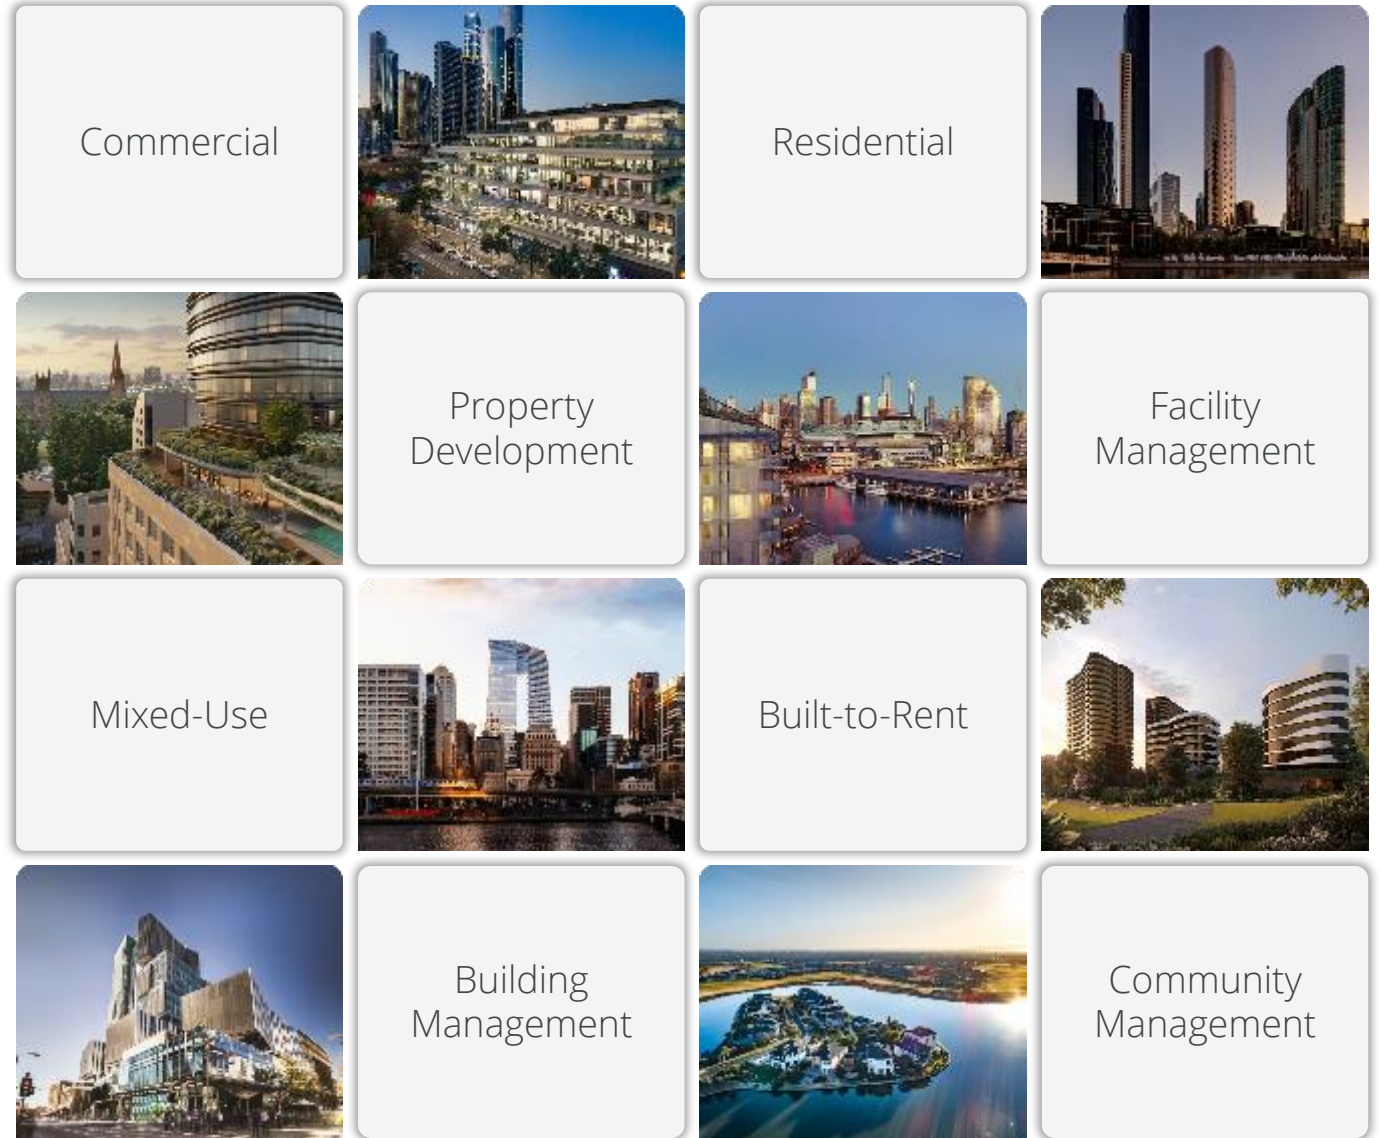 Commercial
Residential
Property
Development
Facility
Management
Mixed-Use
Built-to-Rent
Building
Management
Community
Management